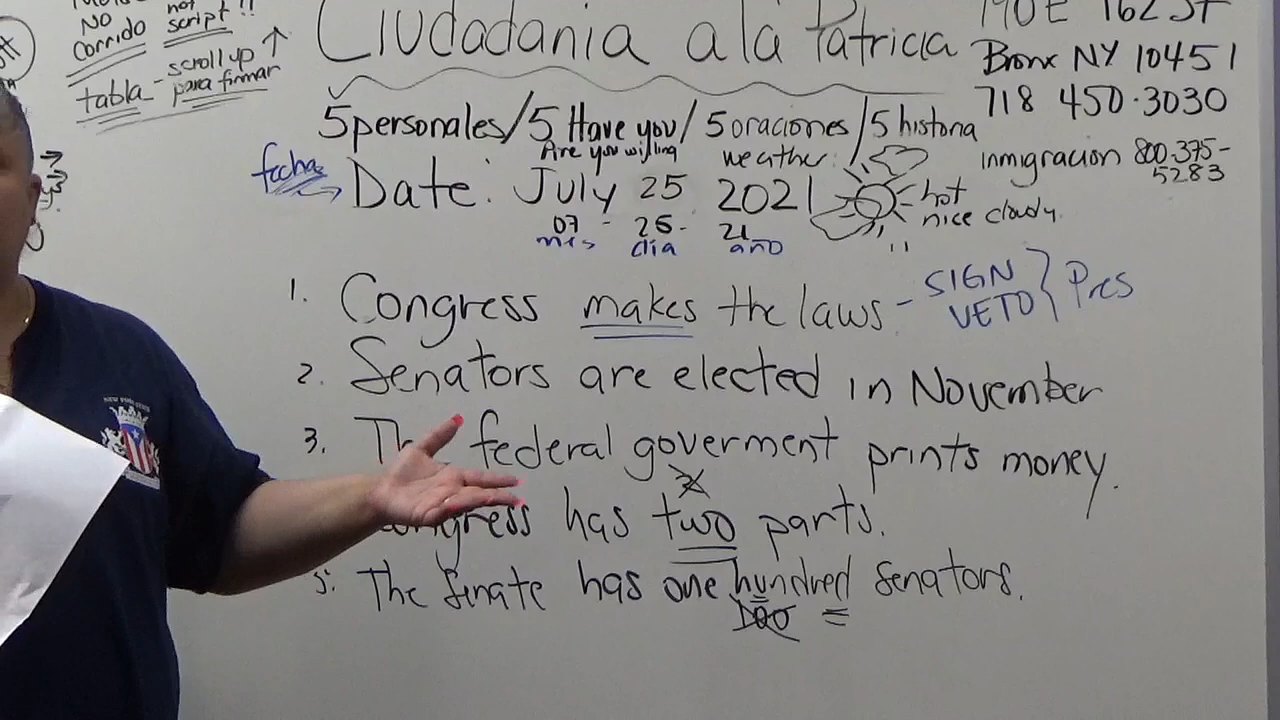 NO not
Corrido script !!
tabla - scroll up
para firmar
Ciudadania a la Patricia
Bronx NY 10451
718 450-3030
5 personales/5 Have you/5 oraciones/5 historia
Are you willing
weather:
inmigracion 800-375-
5283
fecha Date: July 25 2021
hot
nice cloudy
07 - 25 - 21
mes dia año
1. Congress makes the laws - SIGN
VETO } Pres
2. Senators are elected in November
3. The federal goverment prints money.
Congress has two parts.
5. The Senate has one hundred Senators.
100